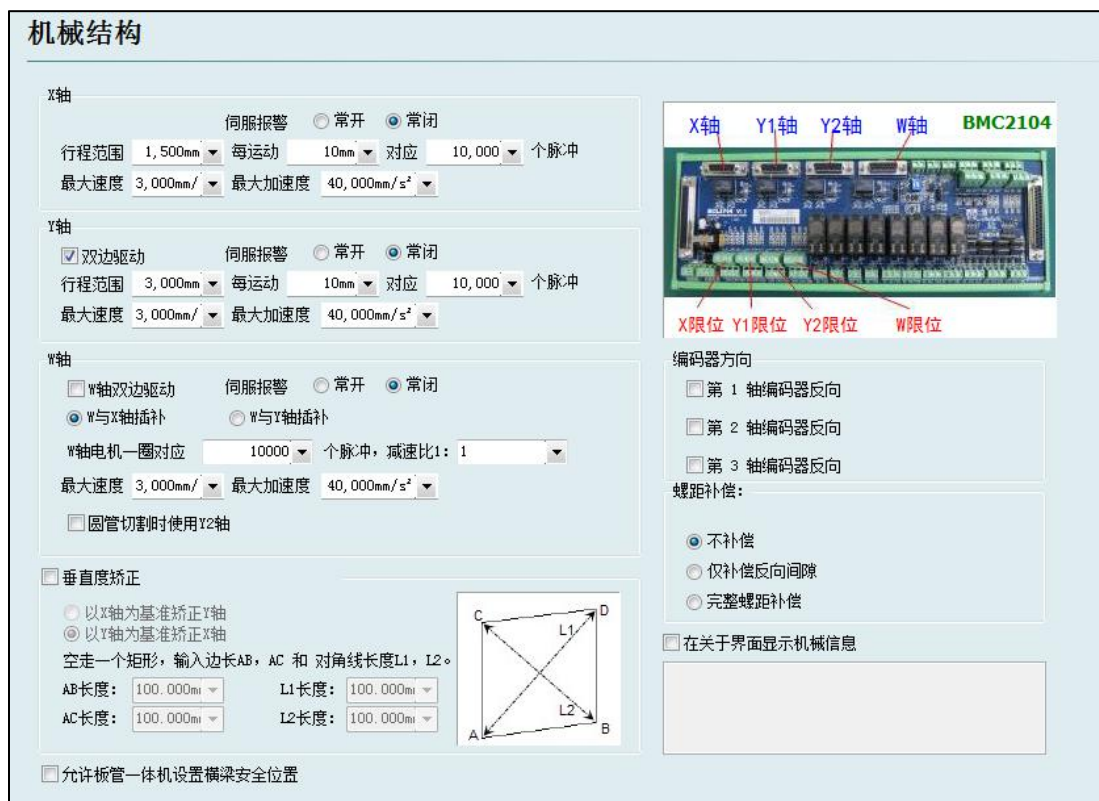 机械结构
X轴
伺服报警 常开 常闭
行程范围 1,500mm 每运动 10mm 对应 10,000 个脉冲
最大速度 3,000mm/ 最大加速度 40,000mm/s²
Y轴
双边驱动 伺服报警 常开 常闭
行程范围 3,000mm 每运动 10mm 对应 10,000 个脉冲
最大速度 3,000mm/ 最大加速度 40,000mm/s²
W轴
W轴双边驱动 伺服报警 常开 常闭
W与X轴插补 W与Y轴插补
W轴电机一圈对应 10000 个脉冲，减速比1: 1
最大速度 3,000mm/ 最大加速度 40,000mm/s²
圆管切割时使用Y2轴
垂直度矫正
以X轴为基准矫正Y轴
以Y轴为基准矫正X轴
空走一个矩形，输入边长AB，AC 和 对角线长度L1，L2。
AB长度： 100.000m L1长度： 100.000m
AC长度： 100.000m L2长度： 100.000m
C D
L1
L2
A B
允许板管一体机设置横梁安全位置
X轴 Y1轴 Y2轴 W轴 BMC2104
X限位 Y1限位 Y2限位 W限位
编码器方向
第 1 轴编码器反向
第 2 轴编码器反向
第 3 轴编码器反向
螺距补偿：
不补偿
仅补偿反向间隙
完整螺距补偿
在关于界面显示机械信息